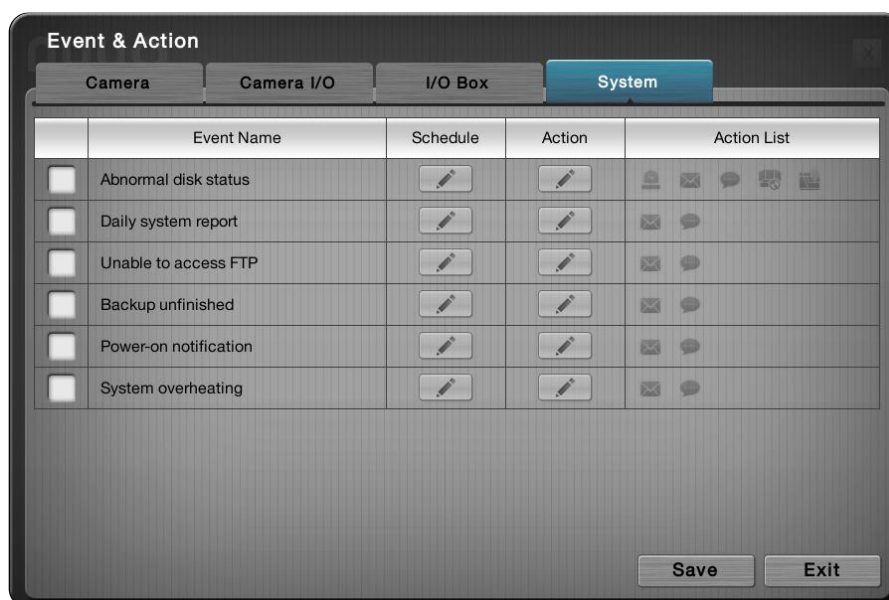 Event & Action
Camera
Camera I/O
I/O Box
System
Event Name
Schedule
Action
Action List
Abnormal disk status
Daily system report
Unable to access FTP
Backup unfinished
Power-on notification
System overheating
Save
Exit